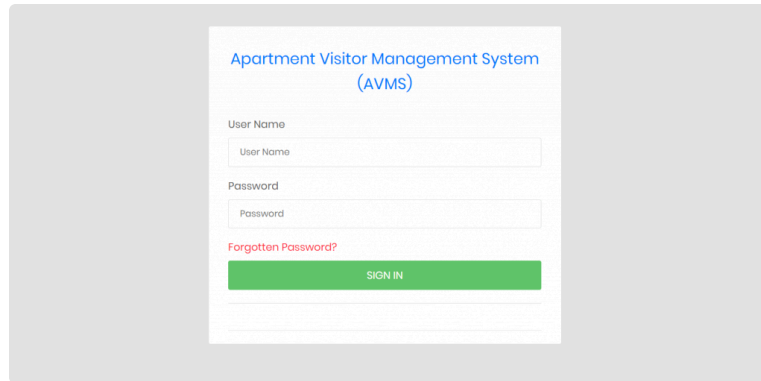 Apartment Visitor Management System
(AVMS)
User Name
User Name
Password
Password
Forgotten Password?
SIGN IN